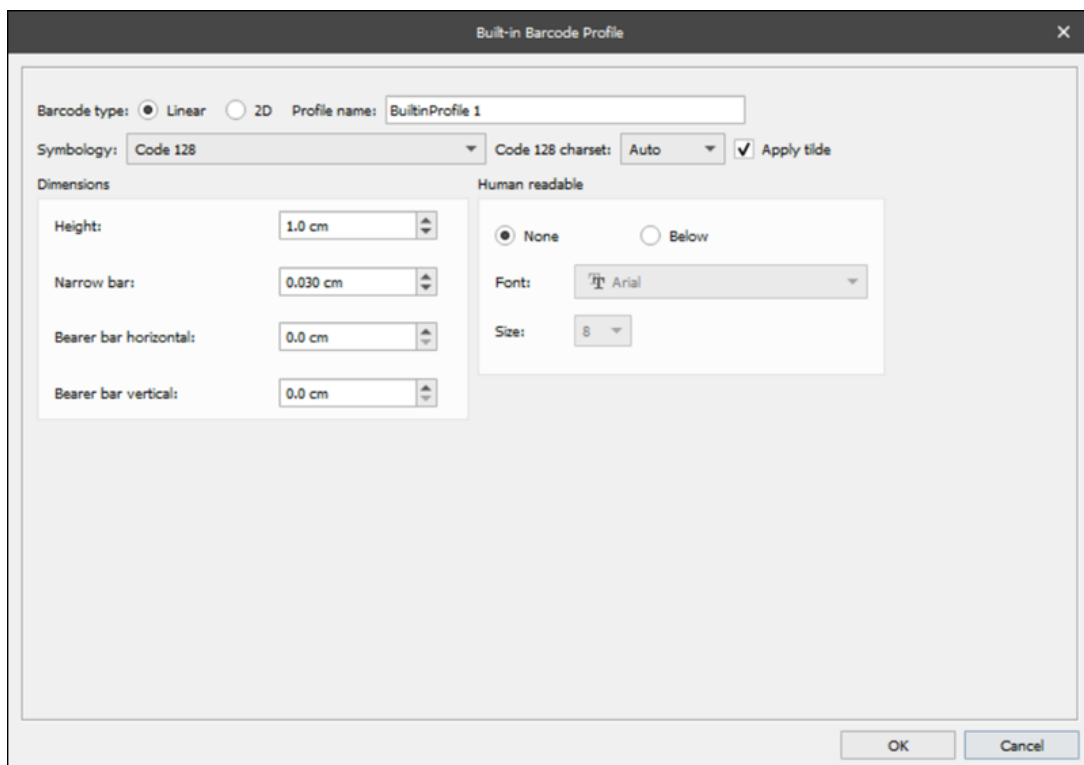 Built-in Barcode Profile
Barcode type: Linear 2D Profile name: BuiltinProfile 1
Symbology: Code 128 Code 128 charset: Auto Apply tilde
Dimensions Human readable
Height: 1.0 cm
None Below
Narrow bar: 0.030 cm
Font: Arial
Bearer bar horizontal: 0.0 cm
Size: 8
Bearer bar vertical: 0.0 cm
OK Cancel